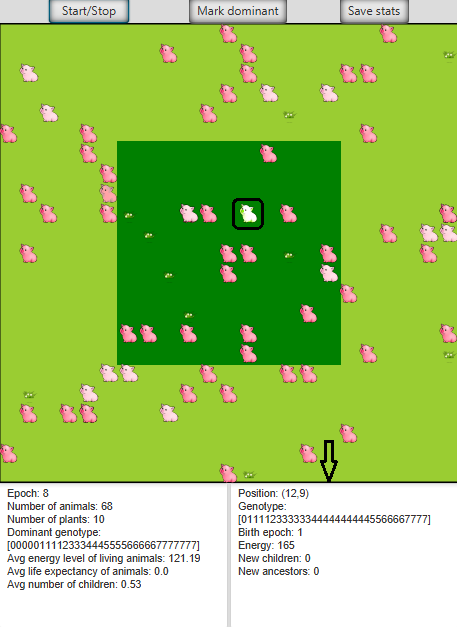 Start/Stop
Mark dominant
Save stats
Epoch: 8
Number of animals: 68
Number of plants: 10
Dominant genotype:
[00000111123334445555666667777777]
Avg energy level of living animals: 121.19
Avg life expectancy of animals: 0.0
Avg number of children: 0.53
Position: (12,9)
Genotype:
[01111233333344444444445566667777]
Birth epoch: 1
Energy: 165
New children: 0
New ancestors: 0